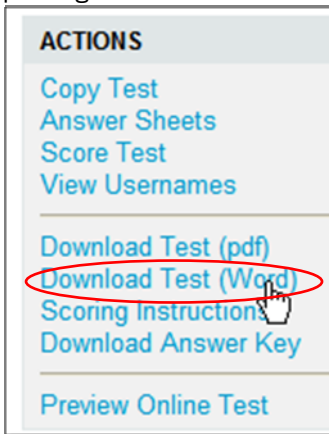 ACTIONS
Copy Test
Answer Sheets
Score Test
View Usernames
Download Test (pdf)
Download Test (Word)
Scoring Instructions
Download Answer Key
Preview Online Test